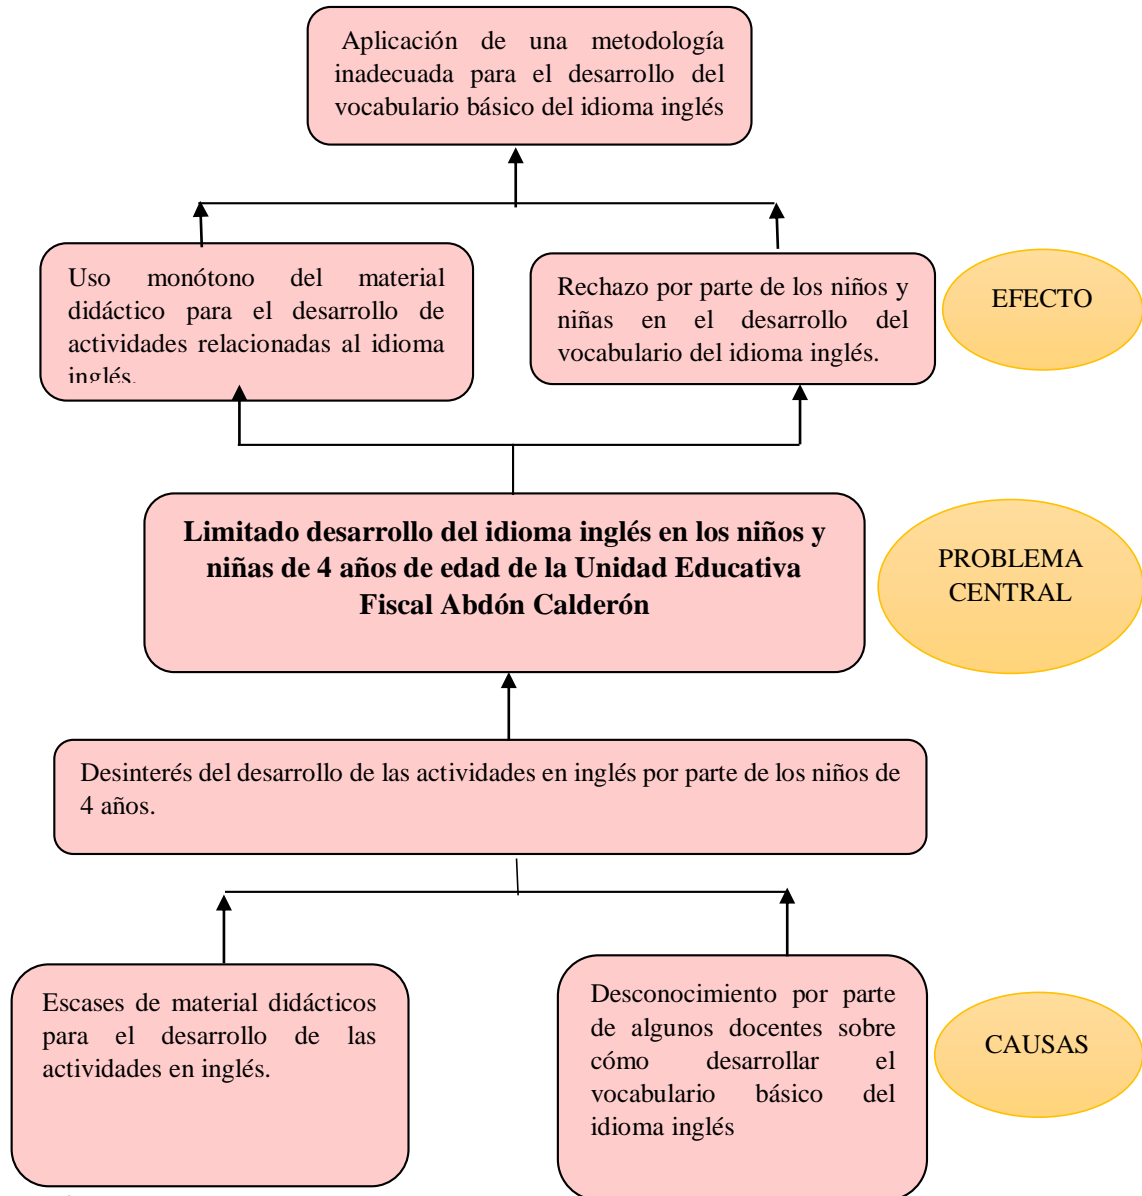 Aplicación de una metodología
inadecuada para el desarrollo del
vocabulario básico del idioma inglés
Uso monótono del material
didáctico para el desarrollo de
actividades relacionadas al idioma
inglés.
Rechazo por parte de los niños y
niñas en el desarrollo del
vocabulario del idioma inglés.
EFECTO
Limitado desarrollo del idioma inglés en los niños y
niñas de 4 años de edad de la Unidad Educativa
Fiscal Abdón Calderón
PROBLEMA
CENTRAL
Desinterés del desarrollo de las actividades en inglés por parte de los niños de
4 años.
Escases de material didácticos
para el desarrollo de las
actividades en inglés.
Desconocimiento por parte
de algunos docentes sobre
cómo desarrollar el
vocabulario básico del
idioma inglés
CAUSAS